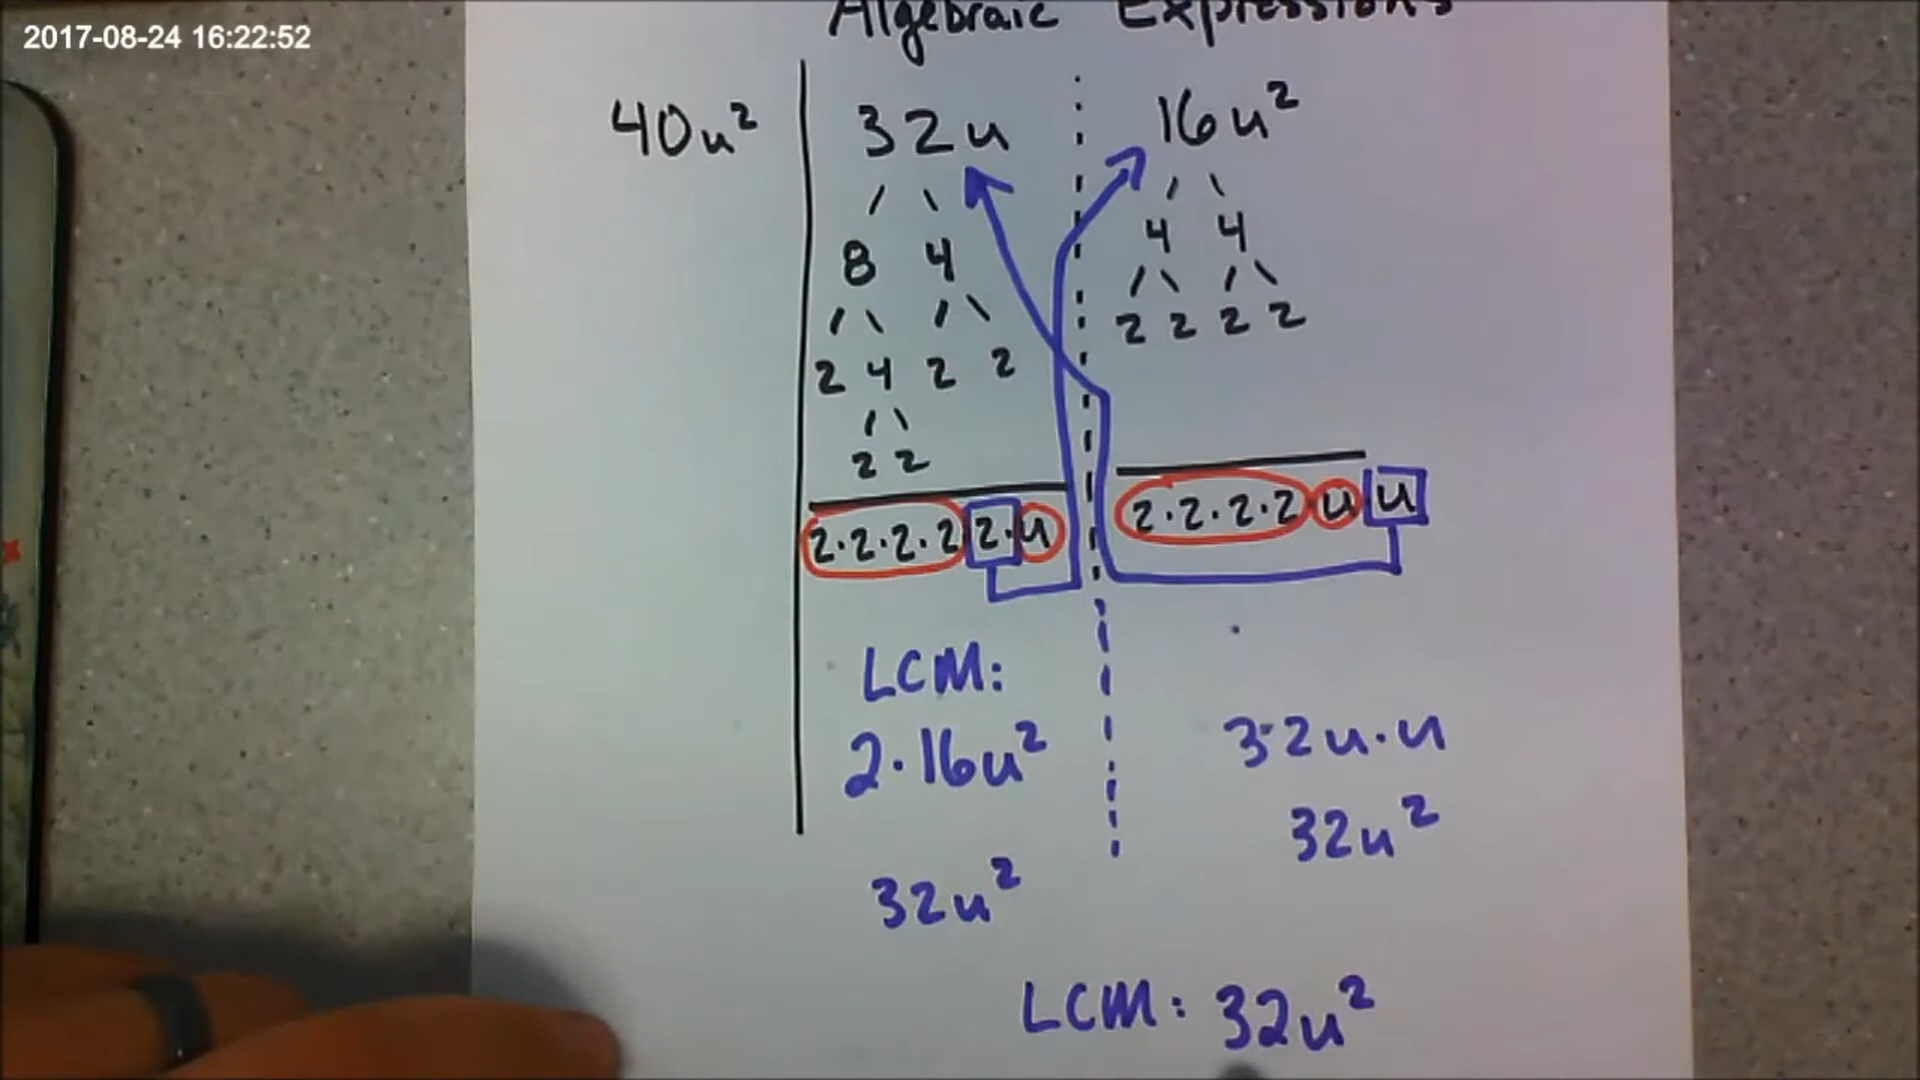 2017-08-24 16:22:52
Algebraic Expressions
40u² 32u 16u²
8 4
4 4
2 4 2 2
2 2 2 2
2 2
2·2·2·2 2·u
2·2·2·2 u u
LCM:
2·16u²
32u²
3·2u·u
32u²
LCM: 32u²